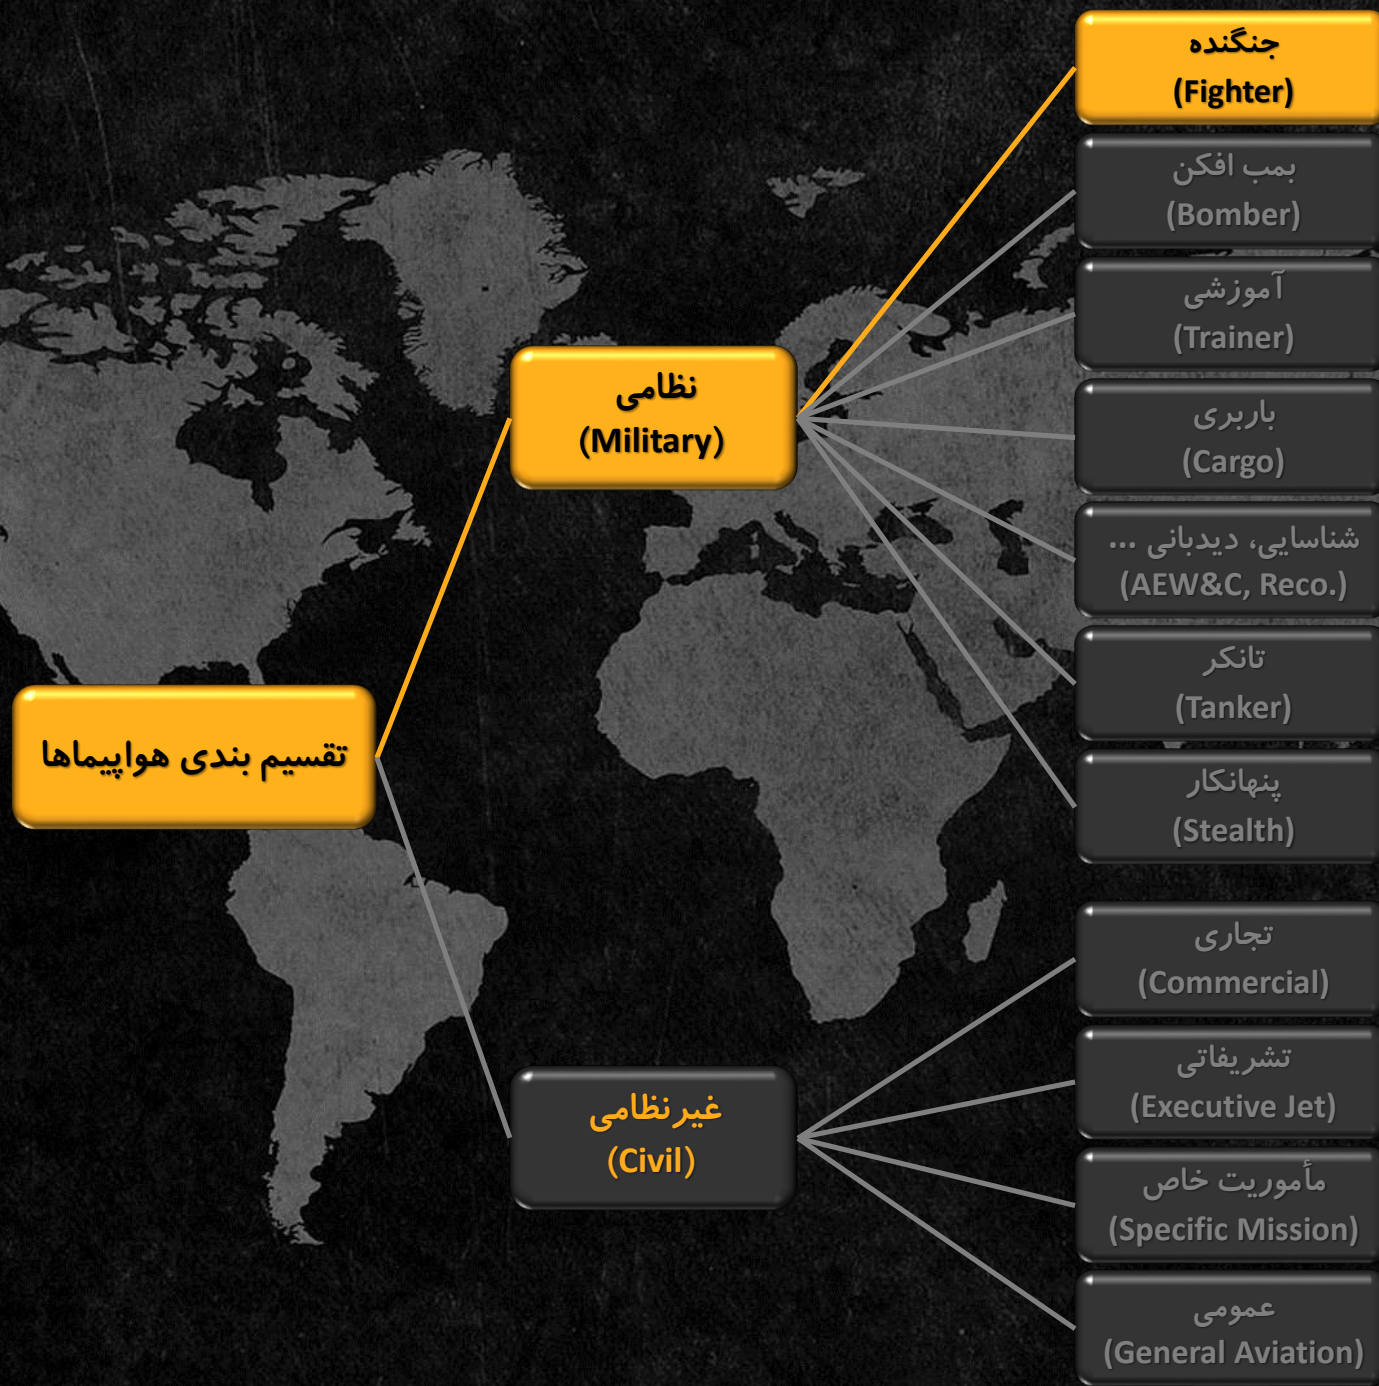 تقسیم بندی هواپیماها
نظامی
(Military)
جنگنده
(Fighter)
بمب افکن
(Bomber)
آموزشی
(Trainer)
باربری
(Cargo)
شناسایی، دیدبانی ...
(AEW&C, Reco.)
تانکر
(Tanker)
پنهانکار
(Stealth)
غیرنظامی
(Civil)
تجاری
(Commercial)
تشریفاتی
(Executive Jet)
مأموریت خاص
(Specific Mission)
عمومی
(General Aviation)